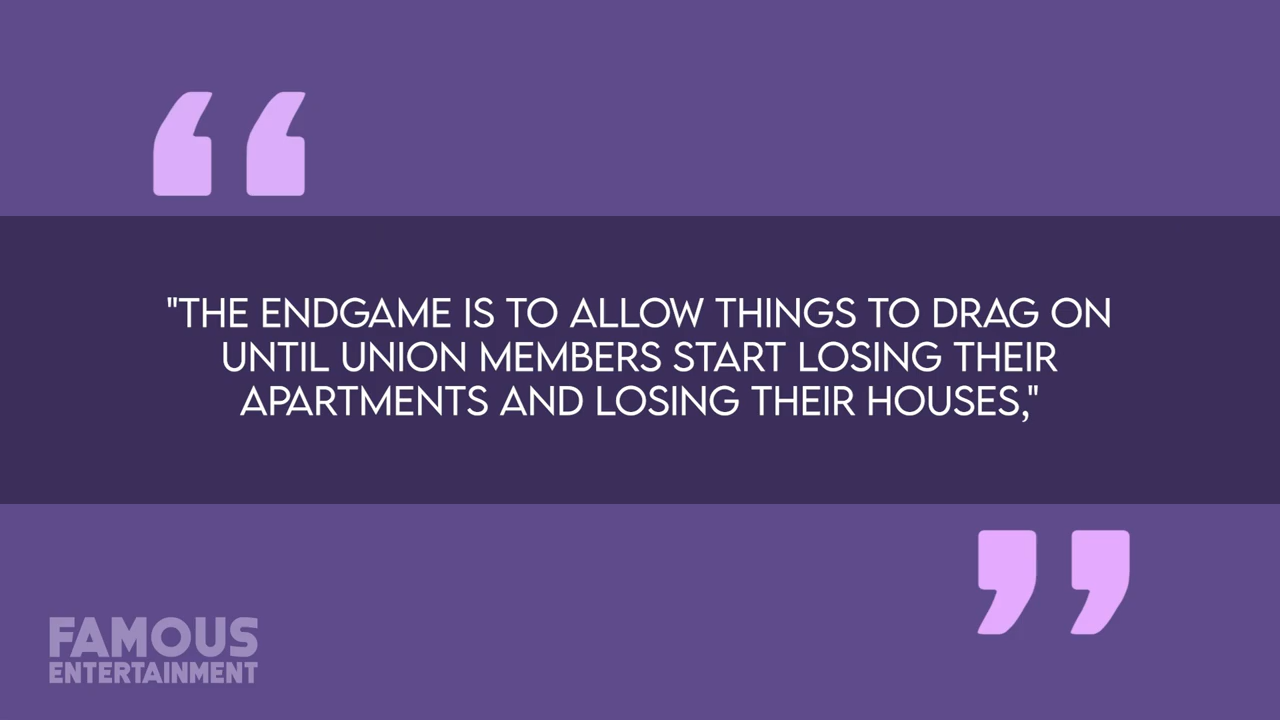 "THE ENDGAME IS TO ALLOW THINGS TO DRAG ON
UNTIL UNION MEMBERS START LOSING THEIR
APARTMENTS AND LOSING THEIR HOUSES,"
FAMOUS
ENTERTAINMENT